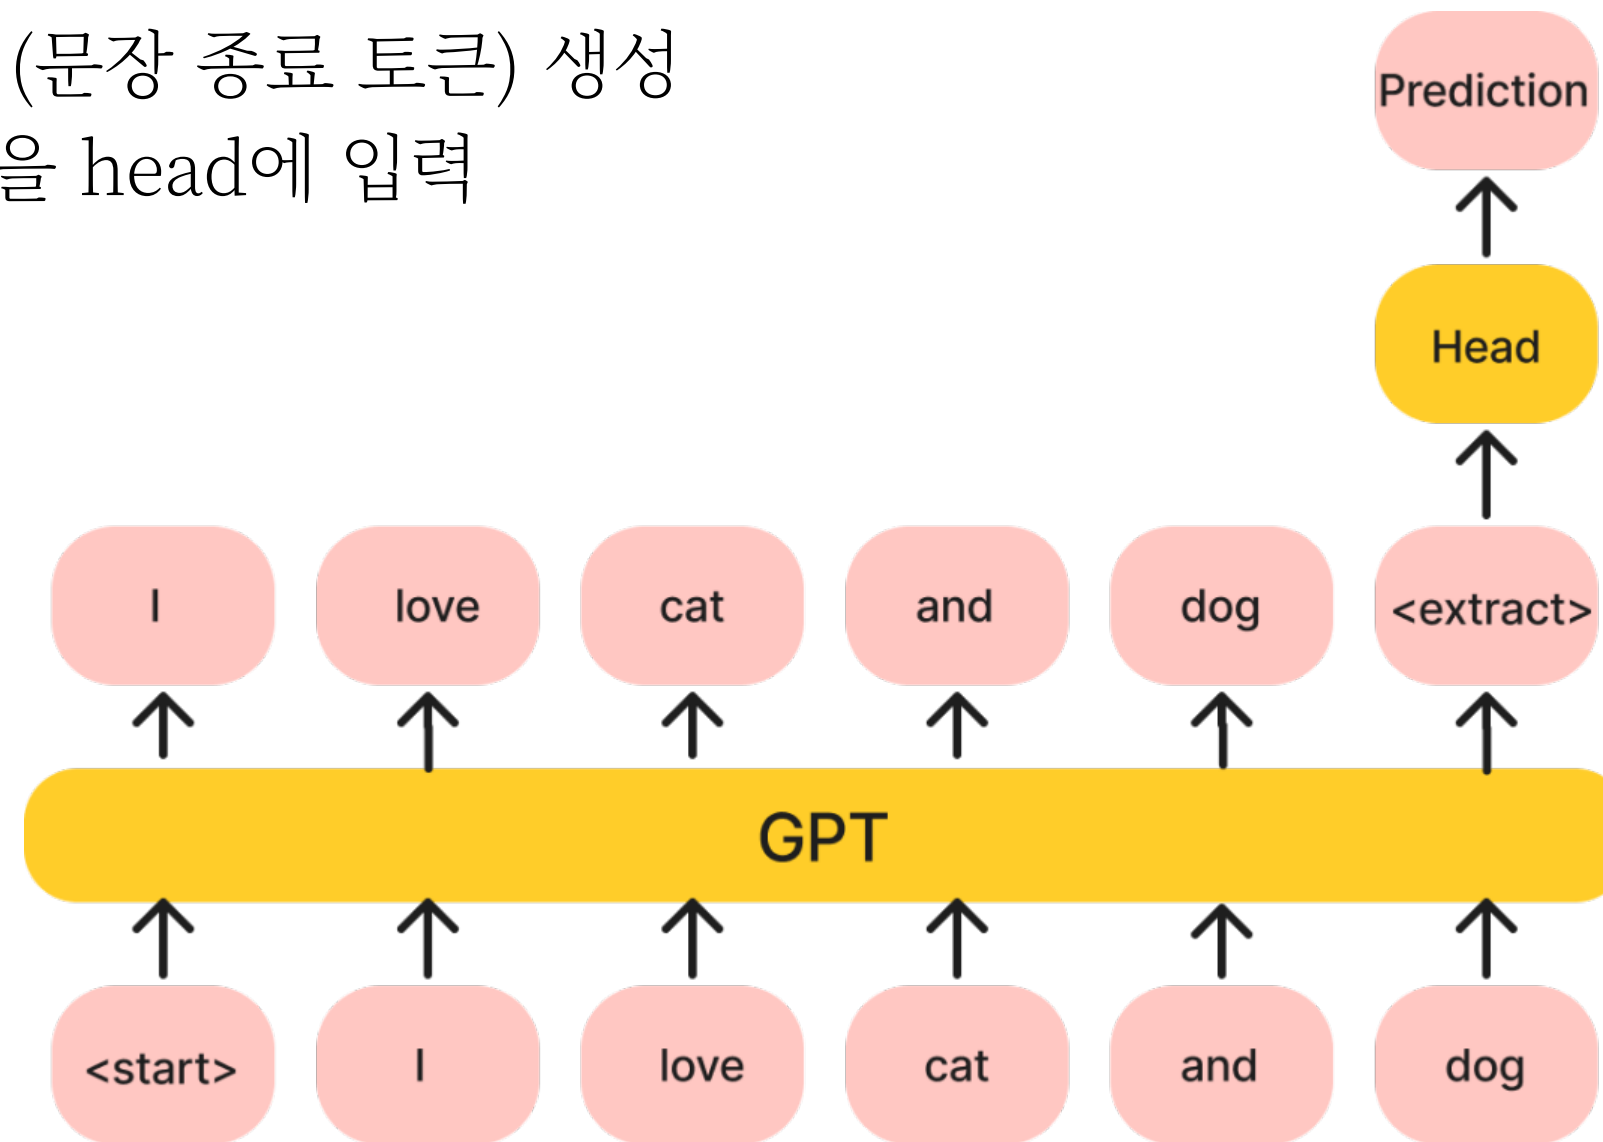 (문장 종료 토큰) 생성
을 head에 입력
Prediction
Head
I love cat and dog <extract>
GPT
<start> I love cat and dog